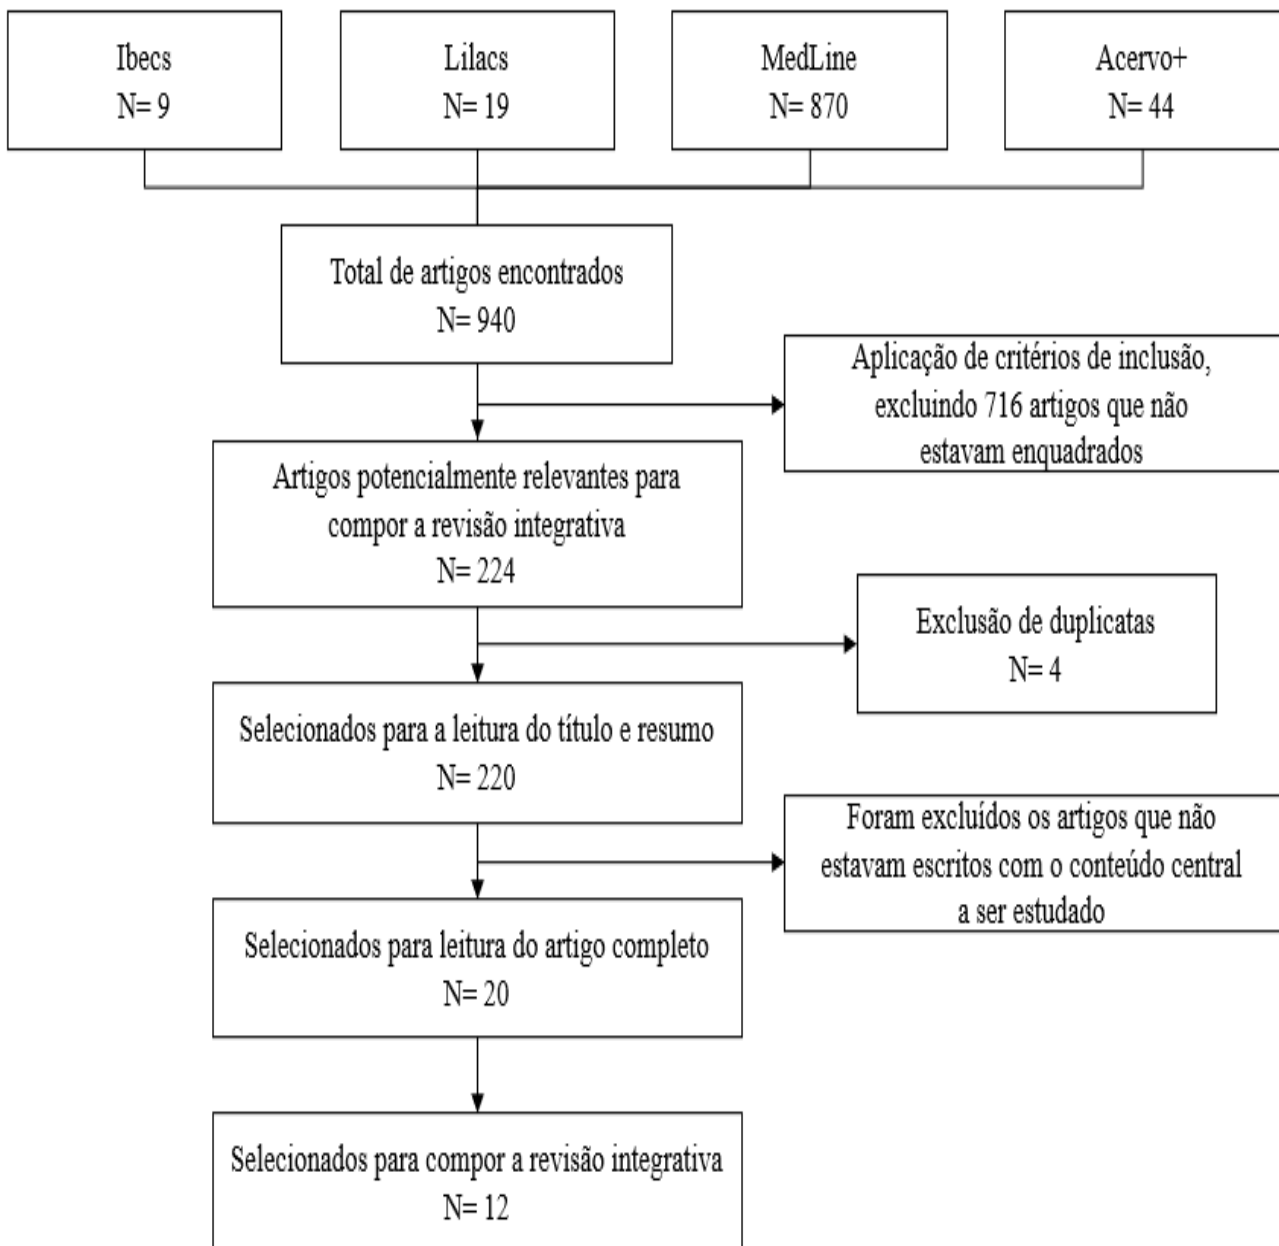 Ibecs
N= 9
Lilacs
N= 19
MedLine
N= 870
Acervo+
N= 44
Total de artigos encontrados
N= 940
Aplicação de critérios de inclusão,
excluindo 716 artigos que não
estavam enquadrados
Artigos potencialmente relevantes para
compor a revisão integrativa
N= 224
Exclusão de duplicatas
N= 4
Selecionados para a leitura do título e resumo
N= 220
Foram excluídos os artigos que não
estavam escritos com o conteúdo central
a ser estudado
Selecionados para leitura do artigo completo
N= 20
Selecionados para compor a revisão integrativa
N= 12